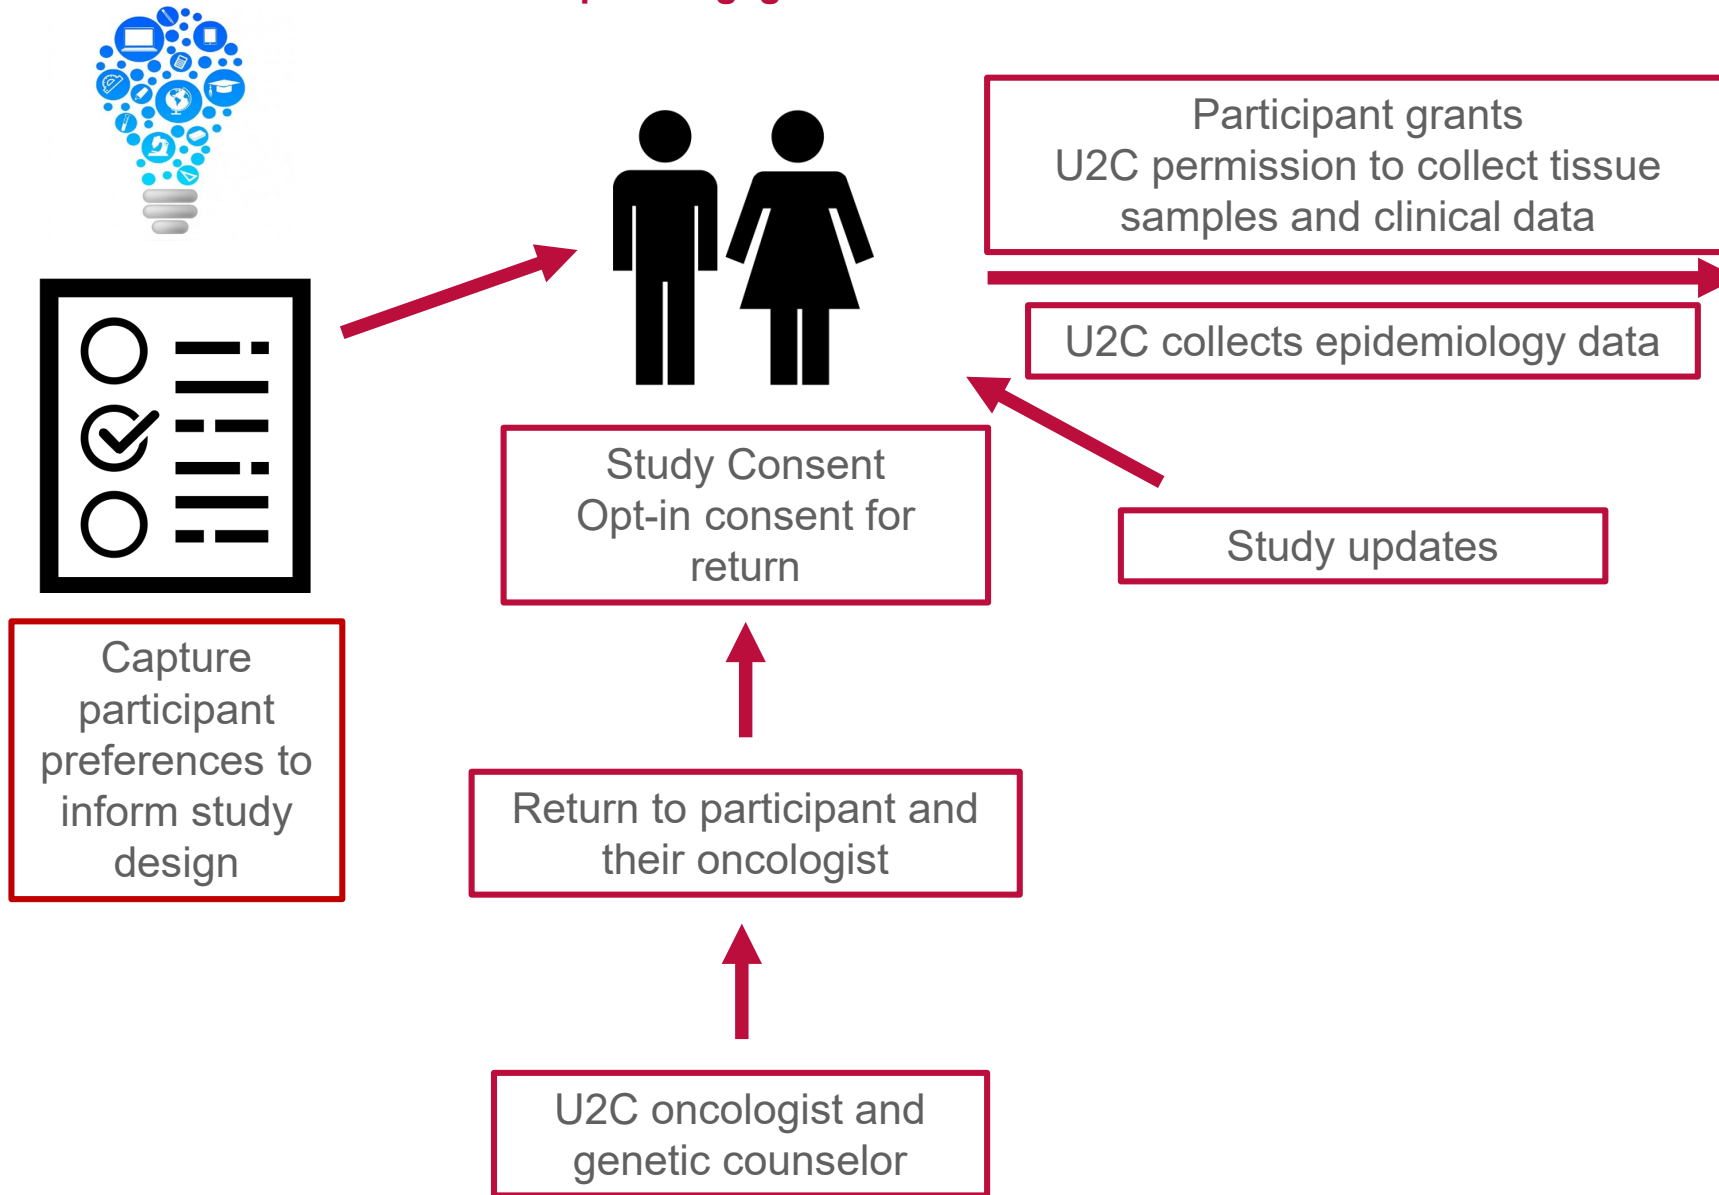 Participant grants
U2C permission to collect tissue
samples and clinical data
U2C collects epidemiology data
Study Consent
Opt-in consent for
return
Study updates
Capture
participant
preferences to
inform study
design
Return to participant and
their oncologist
U2C oncologist and
genetic counselor